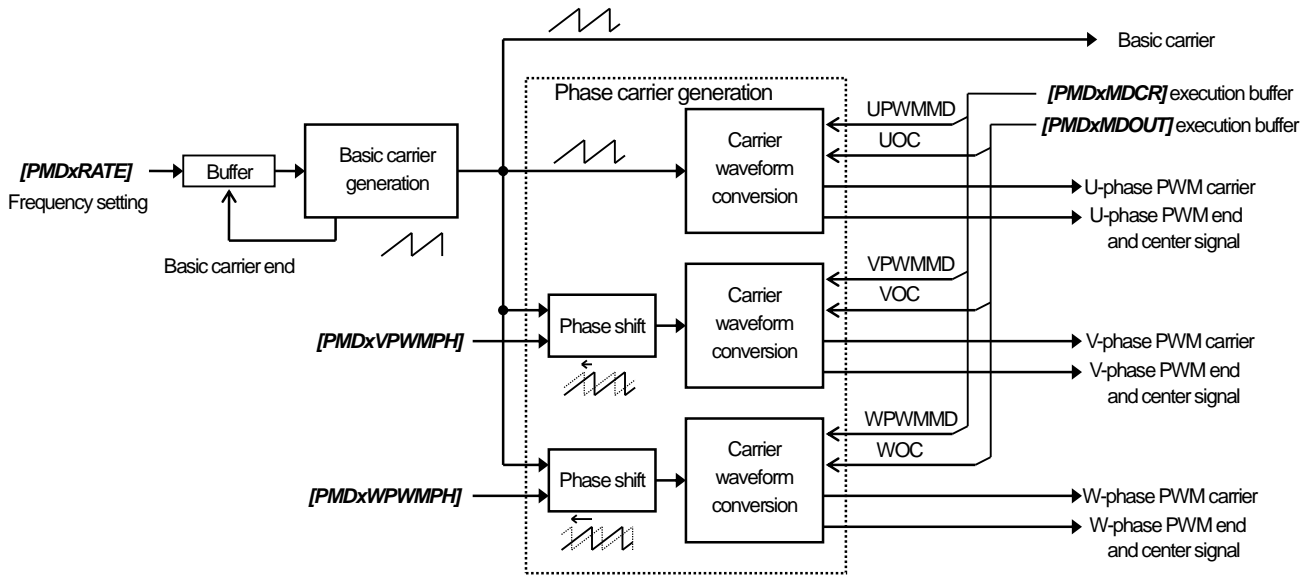 Basic carrier
Phase carrier generation
[PMDxMDCR] execution buffer
UPWMMD
[PMDxMDOUT] execution buffer
UOC
Carrier
waveform
conversion
Basic carrier
generation
[PMDxRATE]
Buffer
Frequency setting
U-phase PWM carrier
U-phase PWM end
and center signal
Basic carrier end
VPWMMD
VOC
Carrier
waveform
conversion
Phase shift
[PMDxVPWMPH]
V-phase PWM carrier
V-phase PWM end
and center signal
WPWMMD
WOC
Carrier
waveform
conversion
Phase shift
[PMDxWPWMPH]
W-phase PWM carrier
W-phase PWM end
and center signal